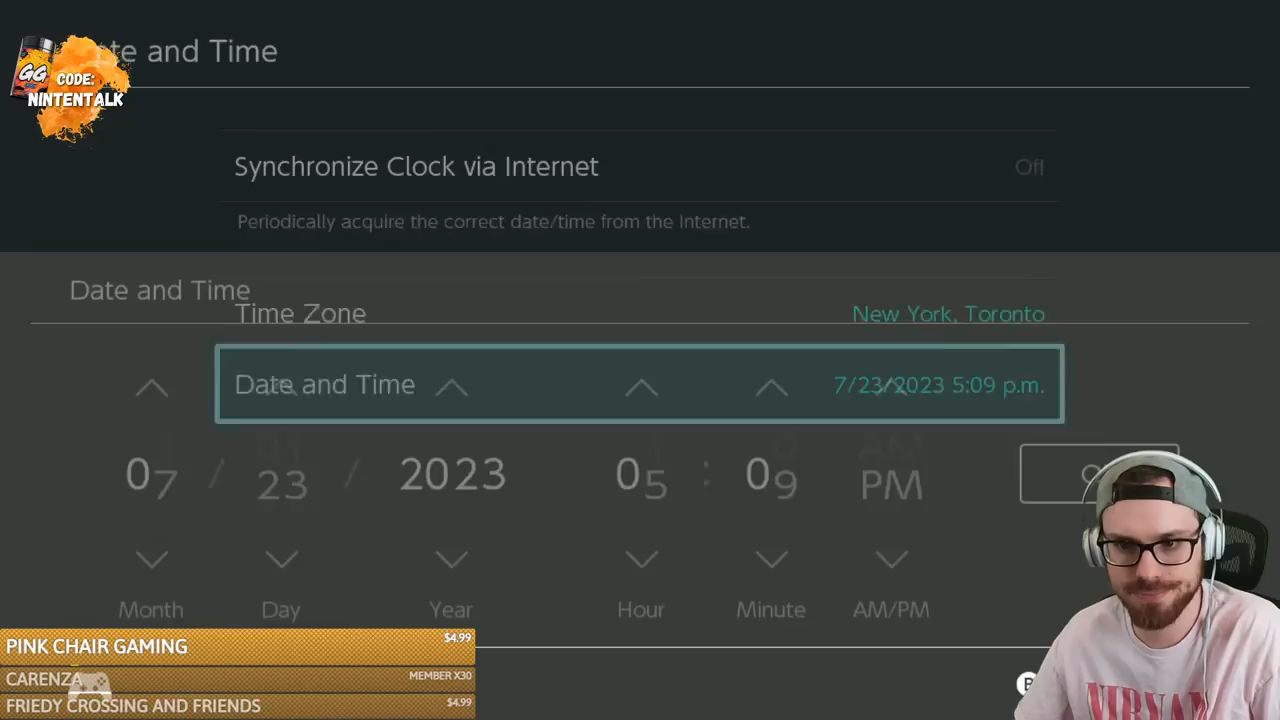 Date and Time
GG
CODE:
NINTENTALK
Synchronize Clock via Internet Off
Periodically acquire the correct date/time from the Internet.
Date and Time
Time Zone New York, Toronto
Date and Time 7/23/2023 5:09 p.m.
07 / 23 / 2023 05 : 09 PM
Month Day Year Hour Minute AM/PM
PINK CHAIR GAMING $4.99
CARENZA MEMBER X30
FRIEDY CROSSING AND FRIENDS $4.99
B
NIRVAN